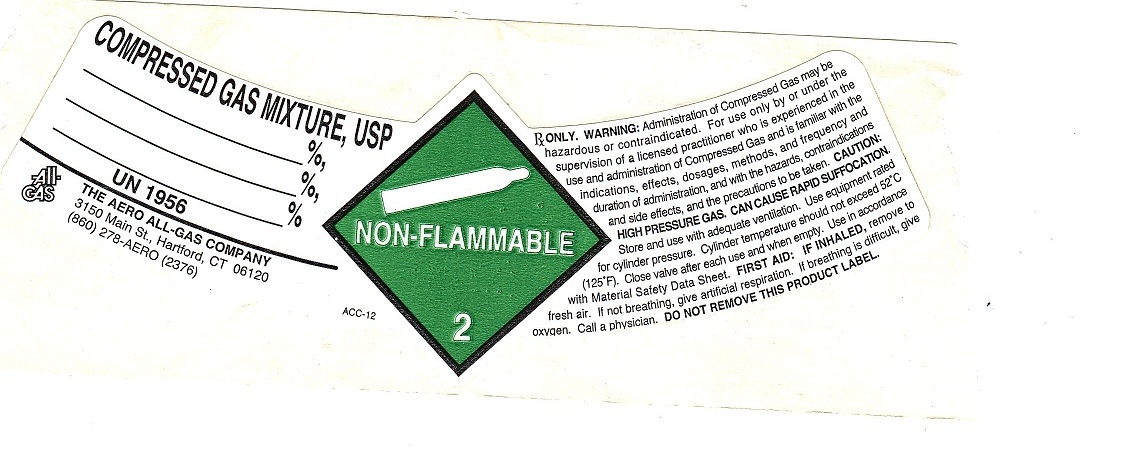 COMPRESSED GAS MIXTURE, USP
%,
%,
%
UN 1956
All-
GAS
THE AERO ALL-GAS COMPANY
3150 Main St., Hartford, CT 06120
(860) 278-AERO (2376)
NON-FLAMMABLE
2
ACC-12
℞ ONLY. WARNING: Administration of Compressed Gas may be
hazardous or contraindicated. For use only by or under the
supervision of a licensed practitioner who is experienced in the
use and administration of Compressed Gas and is familiar with the
indications, effects, dosages, methods, and frequency and
duration of administration, and with the hazards, contraindications
and side effects, and the precautions to be taken. CAUTION:
HIGH PRESSURE GAS. CAN CAUSE RAPID SUFFOCATION.
Store and use with adequate ventilation. Use equipment rated
for cylinder pressure. Cylinder temperature should not exceed 52°C
(125°F). Close valve after each use and when empty. Use in accordance
with Material Safety Data Sheet. FIRST AID: IF INHALED, remove to
fresh air. If not breathing, give artificial respiration. If breathing is difficult, give
oxygen. Call a physician. DO NOT REMOVE THIS PRODUCT LABEL.